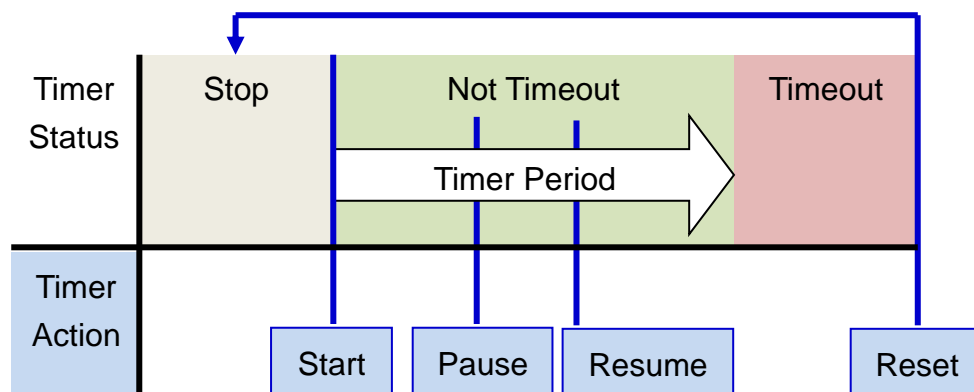 Timer
Status
Stop
Not Timeout
Timeout
Timer Period
Timer
Action
Start
Pause
Resume
Reset